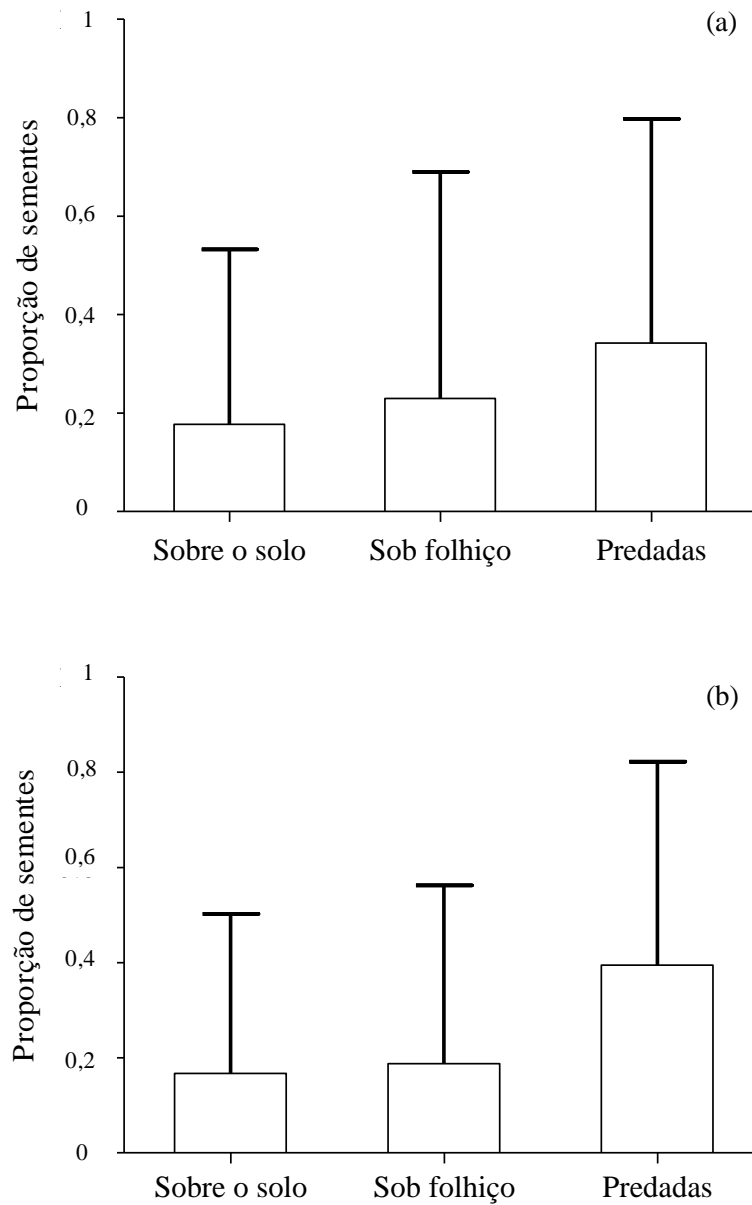 (a)
Proporção de sementes
1
0,8
0,6
0,4
0,2
0
Sobre o solo Sob folhiço Predadas
(b)
Proporção de sementes
1
0,8
0,6
0,4
0,2
0
Sobre o solo Sob folhiço Predadas